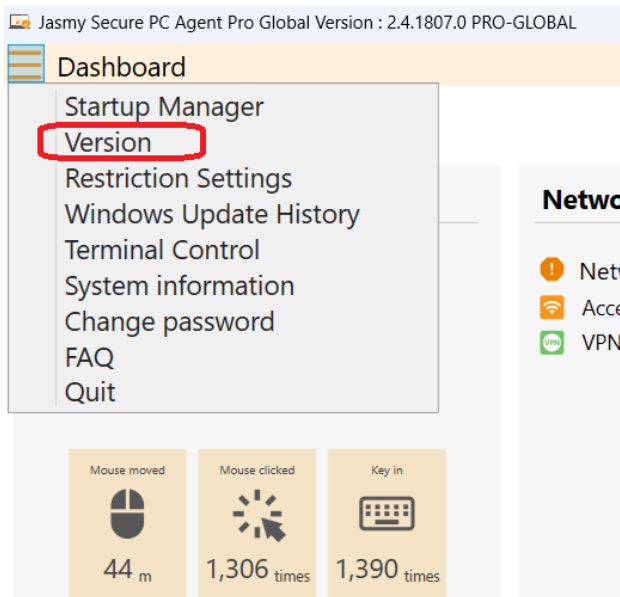 Jasmy Secure PC Agent Pro Global Version : 2.4.1807.0 PRO-GLOBAL
Dashboard
Startup Manager
Version
Restriction Settings
Windows Update History
Terminal Control
System information
Change password
FAQ
Quit
Mouse moved
44 m
Mouse clicked
1,306 times
Key in
1,390 times
VPN
VPN